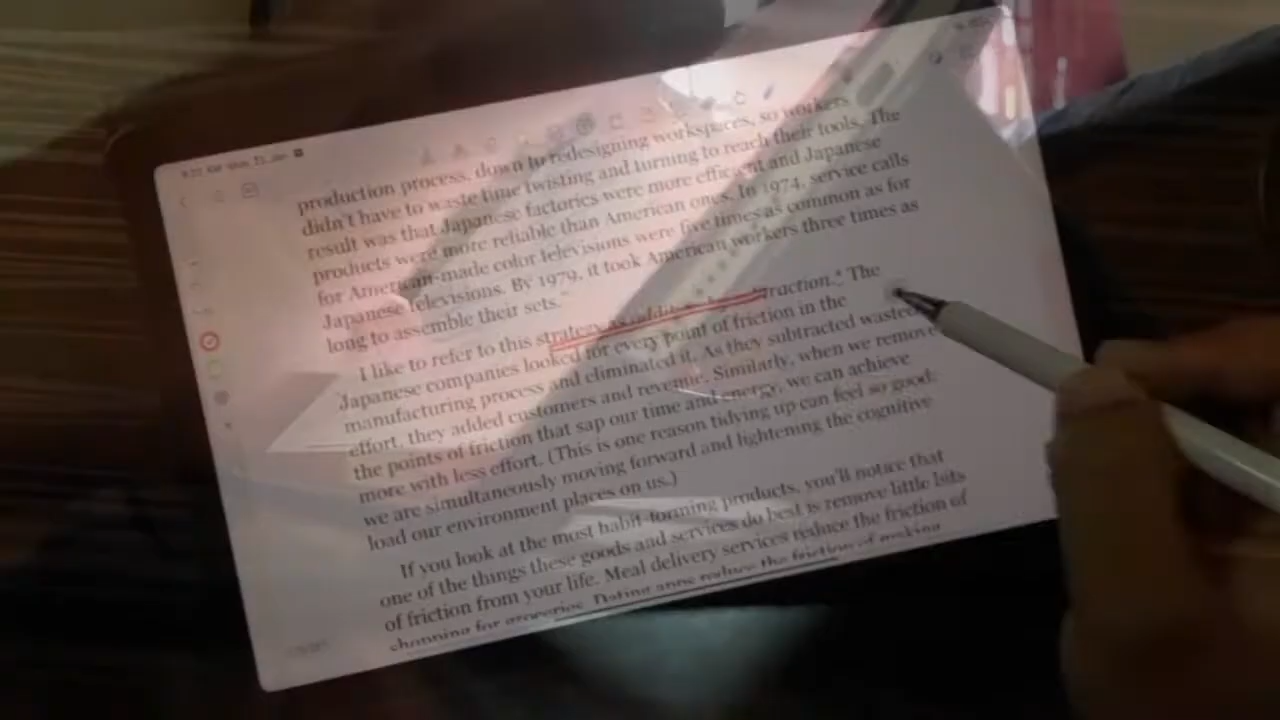 production process, down to redesigning workspaces, so workers
didn't have to waste time twisting and turning to reach their tools. The
result was that Japanese factories were more efficient and Japanese
products were more reliable than American ones. In 1974, service calls
for American-made color televisions were five times as common as for
Japanese televisions. By 1979, it took American workers three times as
long to assemble their sets.
I like to refer to this strategy as addition by subtraction.* The
Japanese companies looked for every point of friction in the
manufacturing process and eliminated it. As they subtracted wasted
effort, they added customers and revenue. Similarly, when we remove
the points of friction that sap our time and energy, we can achieve
more with less effort. (This is one reason tidying up can feel so good:
we are simultaneously moving forward and lightening the cognitive
load our environment places on us.)
If you look at the most habit-forming products, you'll notice that
one of the things these goods and services do best is remove little bits
of friction from your life. Meal delivery services reduce the friction of
shopping for groceries. Dating apps reduce the friction of making